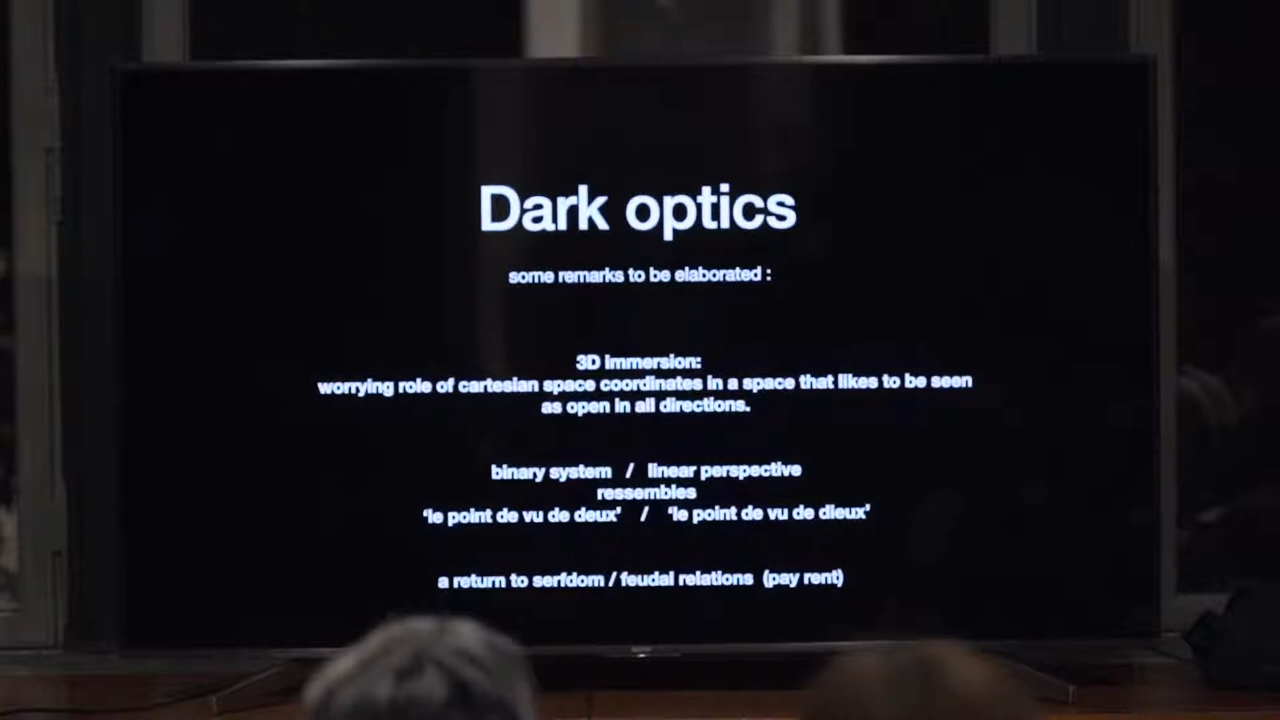 Dark optics
some remarks to be elaborated :
3D immersion:
worrying role of cartesian space coordinates in a space that likes to be seen
as open in all directions.
binary system / linear perspective
ressembles
‘le point de vu de deux’ / ‘le point de vu de dieux’
a return to serfdom / feudal relations (pay rent)